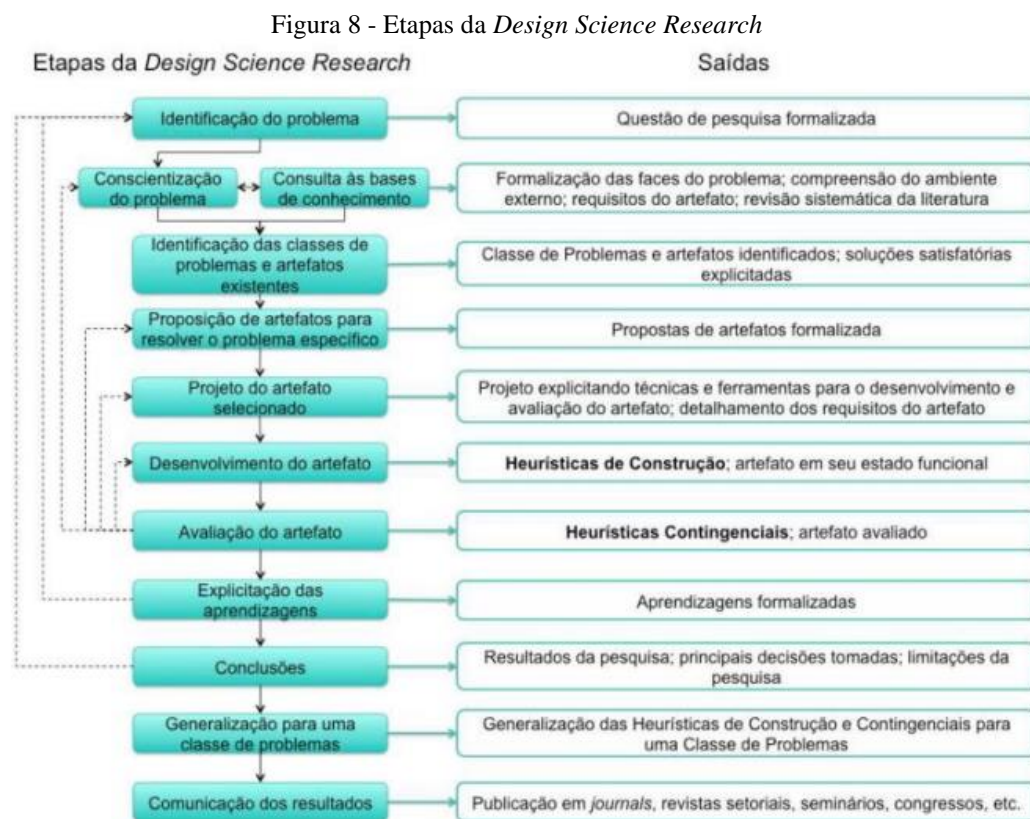 Figura 8 - Etapas da Design Science Research
Etapas da Design Science Research
Saídas
Identificação do problema
Questão de pesquisa formalizada
Conscientização
do problema
Consulta às bases
de conhecimento
Formalização das faces do problema; compreensão do ambiente
externo; requisitos do artefato; revisão sistemática da literatura
Identificação das classes de
problemas e artefatos
existentes
Classe de Problemas e artefatos identificados; soluções satisfatórias
explicitadas
Proposição de artefatos para
resolver o problema específico
Propostas de artefatos formalizada
Projeto do artefato
selecionado
Projeto explicitando técnicas e ferramentas para o desenvolvimento e
avaliação do artefato; detalhamento dos requisitos do artefato
Desenvolvimento do artefato
Heurísticas de Construção; artefato em seu estado funcional
Avaliação do artefato
Heurísticas Contingenciais; artefato avaliado
Explicitação das
aprendizagens
Aprendizagens formalizadas
Conclusões
Resultados da pesquisa; principais decisões tomadas; limitações da
pesquisa
Generalização para uma
classe de problemas
Generalização das Heurísticas de Construção e Contingenciais para
uma Classe de Problemas
Comunicação dos resultados
Publicação em journals, revistas setoriais, seminários, congressos, etc.